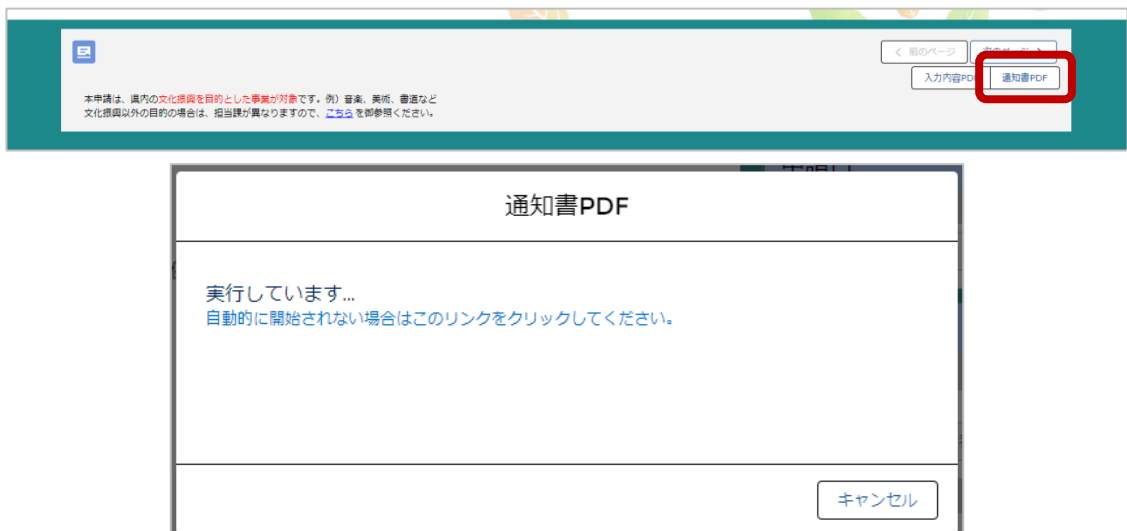 く 前のページ
入力内容PD
通知書PDF
本申請は、県内の文化振興を目的とした事業が対象です。例）音楽、美術、書道など
文化振興以外の目的の場合は、担当課が異なりますので、こちらを御参照ください。
通知書PDF
実行しています...
自動的に開始されない場合はこのリンクをクリックしてください。
キャンセル